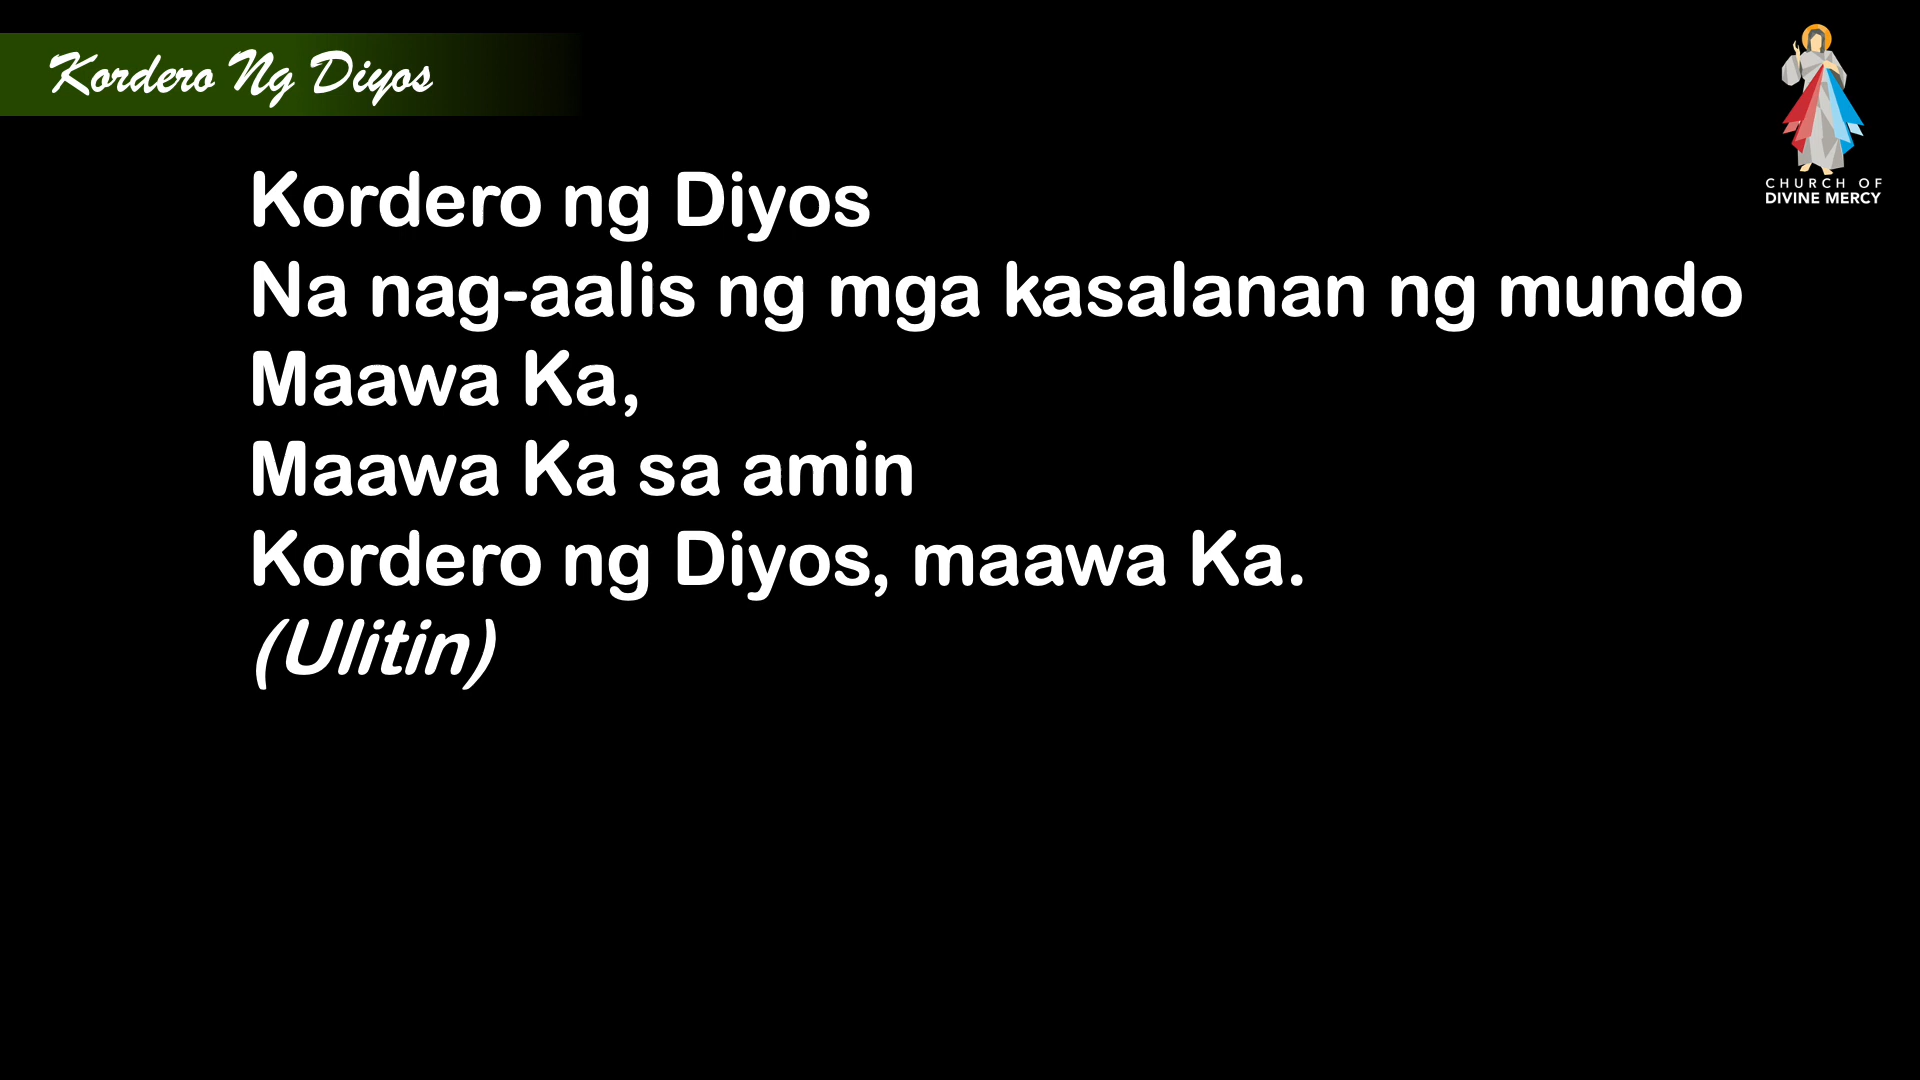 Kordero Ng Diyos
CHURCH OF
DIVINE MERCY
Kordero ng Diyos
Na nag-aalis ng mga kasalanan ng mundo
Maawa Ka,
Maawa Ka sa amin
Kordero ng Diyos, maawa Ka.
(Ulitin)